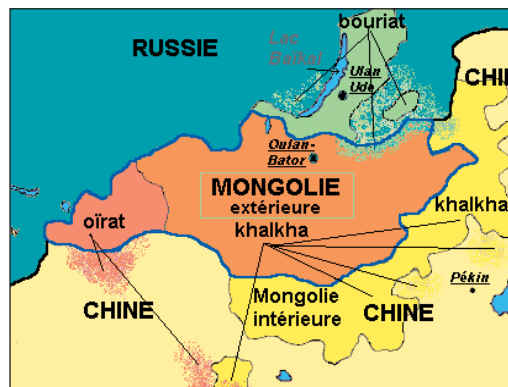 bouriat
RUSSIE
Lac
Baïkal
Ulan
Ude
CHI
Oulan-
Bator
MONGOLIE
extérieure
khalkha
oïrat
khalkha
Pékin
Mongolie
intérieure
CHINE
CHINE